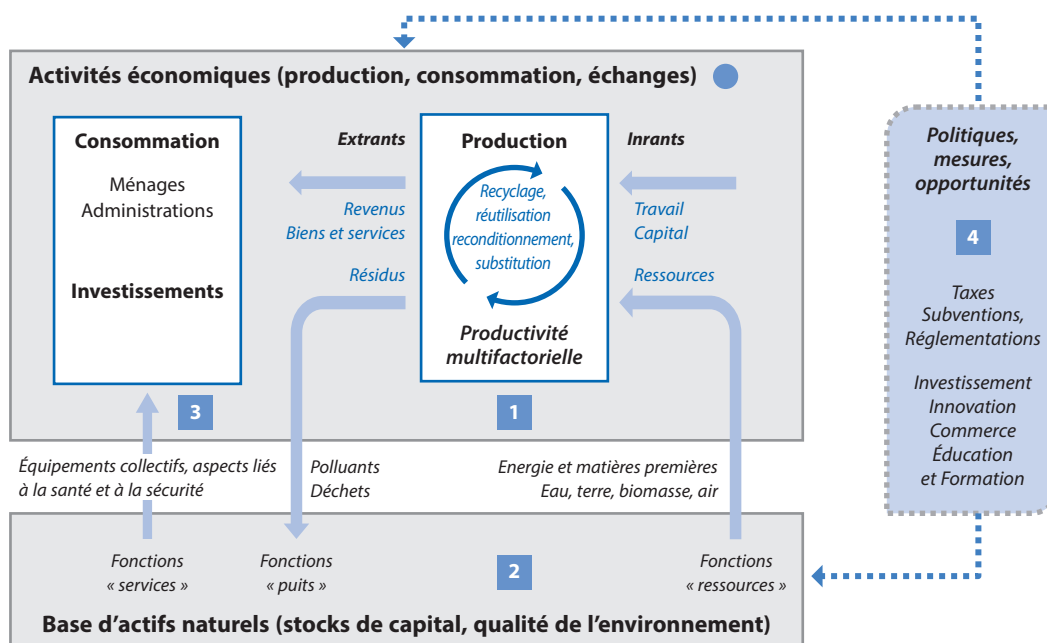 Activités économiques (production, consommation, échanges)
Consommation
Ménages
Administrations
Investissements
3
Extrants
Revenus
Biens et services
Résidus
Production
Recyclage,
réutilisation
reconditionnement,
substitution
Productivité
multifactorielle
1
Inrants
Travail
Capital
Ressources
Politiques,
mesures,
opportunités
4
Taxes
Subventions,
Réglementations
Investissement
Innovation
Commerce
Éducation
et Formation
Équipements collectifs, aspects liés
à la santé et à la sécurité
Polluants
Déchets
Energie et matières premières
Eau, terre, biomasse, air
Fonctions
« services »
Fonctions
« puits »
2
Fonctions
« ressources »
Base d'actifs naturels (stocks de capital, qualité de l'environnement)